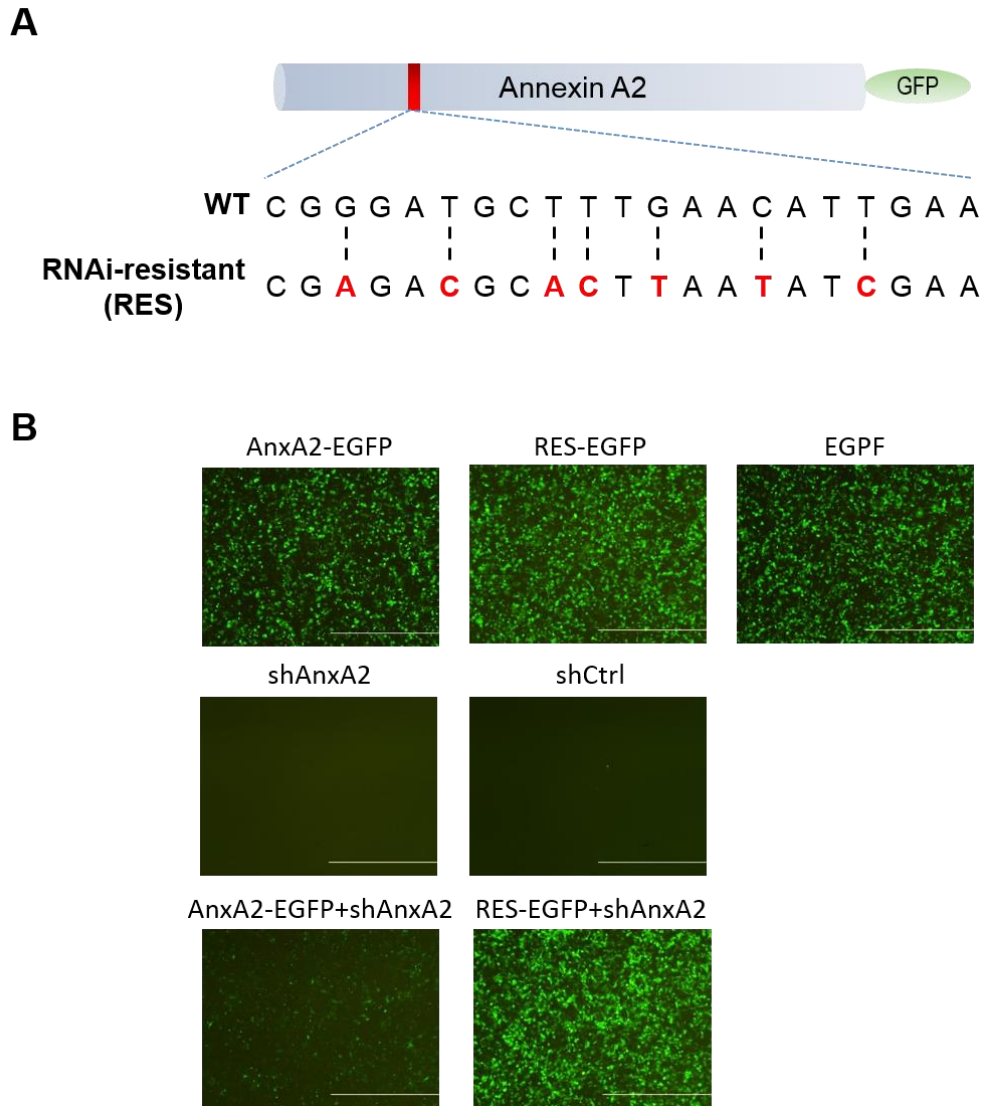 A
Annexin A2
GFP
WT C G G G A T G C T T T G A A C A T T G A A
RNAi-resistant
(RES)
C G A G A C G C A C T T A A T A T C G A A
B
AnxA2-EGFP RES-EGFP EGPF
shAnxA2 shCtrl
AnxA2-EGFP+shAnxA2 RES-EGFP+shAnxA2